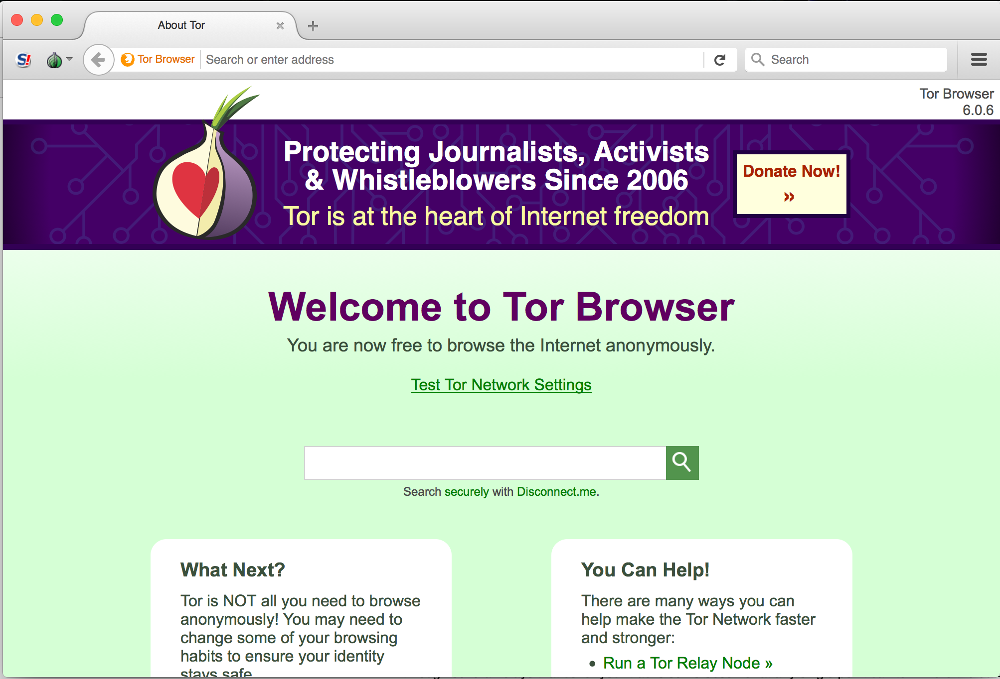 About Tor
S!
Tor Browser
Search or enter address
Search
Tor Browser
6.0.6
Protecting Journalists, Activists
& Whistleblowers Since 2006
Tor is at the heart of Internet freedom
Donate Now!
»
Welcome to Tor Browser
You are now free to browse the Internet anonymously.
Test Tor Network Settings
Search securely with Disconnect.me.
What Next?
Tor is NOT all you need to browse
anonymously! You may need to
change some of your browsing
habits to ensure your identity
stays safe
You Can Help!
There are many ways you can
help make the Tor Network faster
and stronger:
• Run a Tor Relay Node »